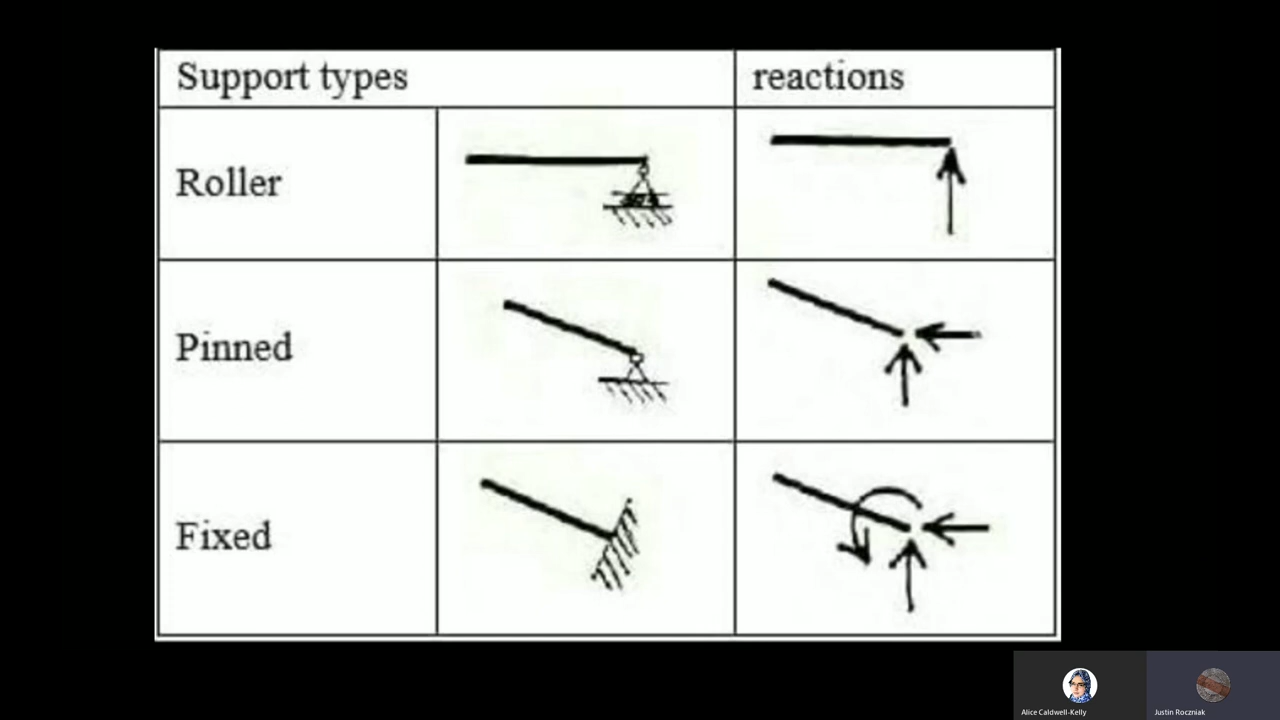 Support types
reactions
Roller
Pinned
Fixed
Alice Caldwell-Kelly
Justin Roczniak